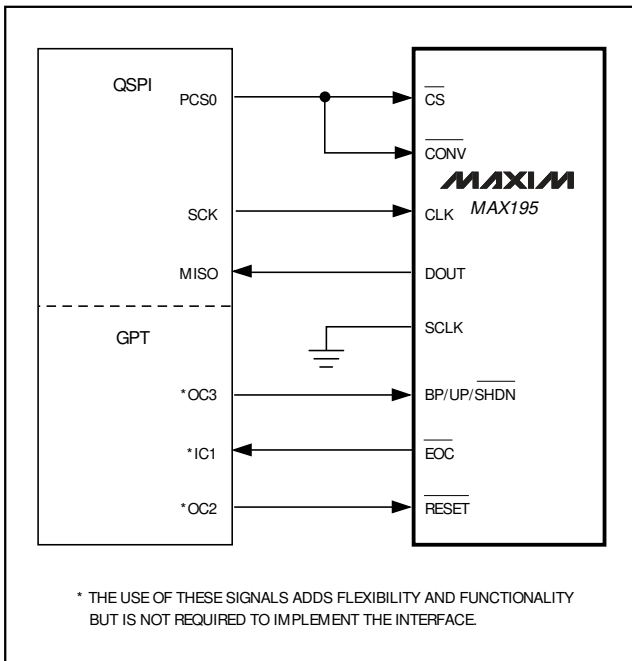 QSPI
PCS0
CS
CONV
MAXIM
MAX195
SCK
CLK
MISO
DOUT
SCLK
GPT
*OC3
BP/UP/SHDN
*IC1
EOC
*OC2
RESET
* THE USE OF THESE SIGNALS ADDS FLEXIBILITY AND FUNCTIONALITY
BUT IS NOT REQUIRED TO IMPLEMENT THE INTERFACE.